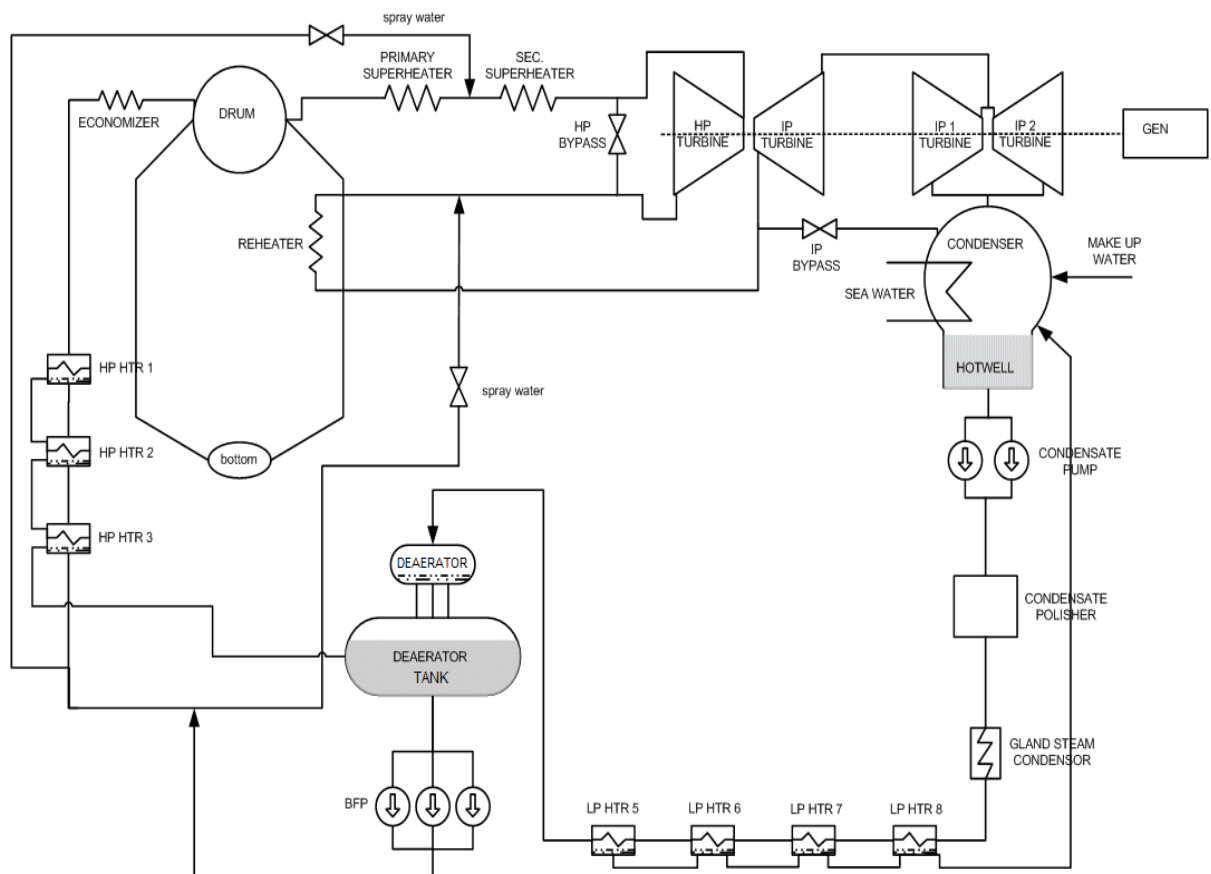 spray water
PRIMARY
SUPERHEATER
SEC.
SUPERHEATER
ECONOMIZER
DRUM
HP
BYPASS
HP
TURBINE
IP
TURBINE
IP 1
TURBINE
IP 2
TURBINE
GEN
REHEATER
IP
BYPASS
CONDENSER
MAKE UP
WATER
SEA WATER
HP HTR 1
HOTWELL
spray water
HP HTR 2
bottom
CONDENSATE
PUMP
HP HTR 3
DEAERATOR
CONDENSATE
POLISHER
DEAERATOR
TANK
GLAND STEAM
CONDENSOR
BFP
LP HTR 5
LP HTR 6
LP HTR 7
LP HTR 8